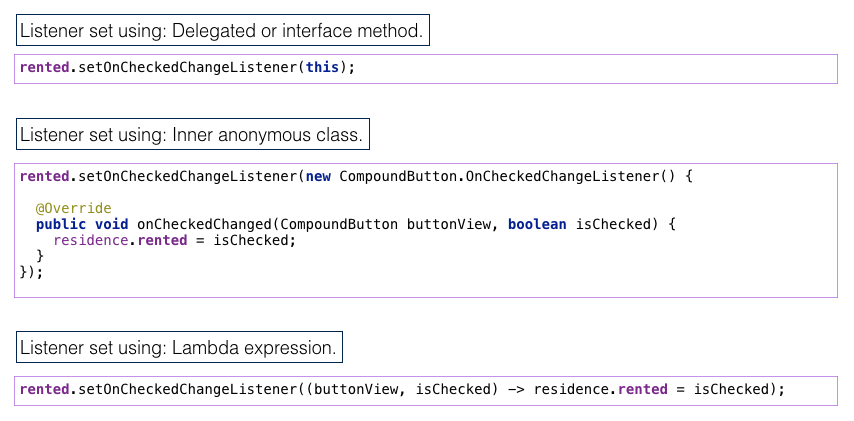 Listener set using: Delegated or interface method.
rented.setOnCheckedChangeListener(this);
Listener set using: Inner anonymous class.
rented.setOnCheckedChangeListener(new CompoundButton.OnCheckedChangeListener() {
@Override
public void onCheckedChanged(CompoundButton buttonView, boolean isChecked) {
residence.rented = isChecked;
}
});
Listener set using: Lambda expression.
rented.setOnCheckedChangeListener((buttonView, isChecked) -> residence.rented = isChecked);